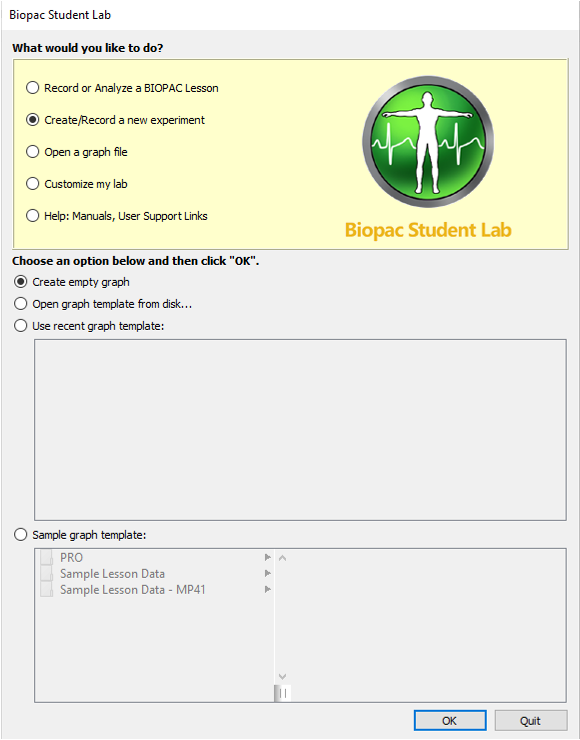 Biopac Student Lab
What would you like to do?
Record or Analyze a BIOPAC Lesson
Create/Record a new experiment
Open a graph file
Customize my lab
Help: Manuals, User Support Links
Biopac Student Lab
Choose an option below and then click "OK".
Create empty graph
Open graph template from disk...
Use recent graph template:
Sample graph template:
PRO
Sample Lesson Data
Sample Lesson Data - MP41
OK
Quit